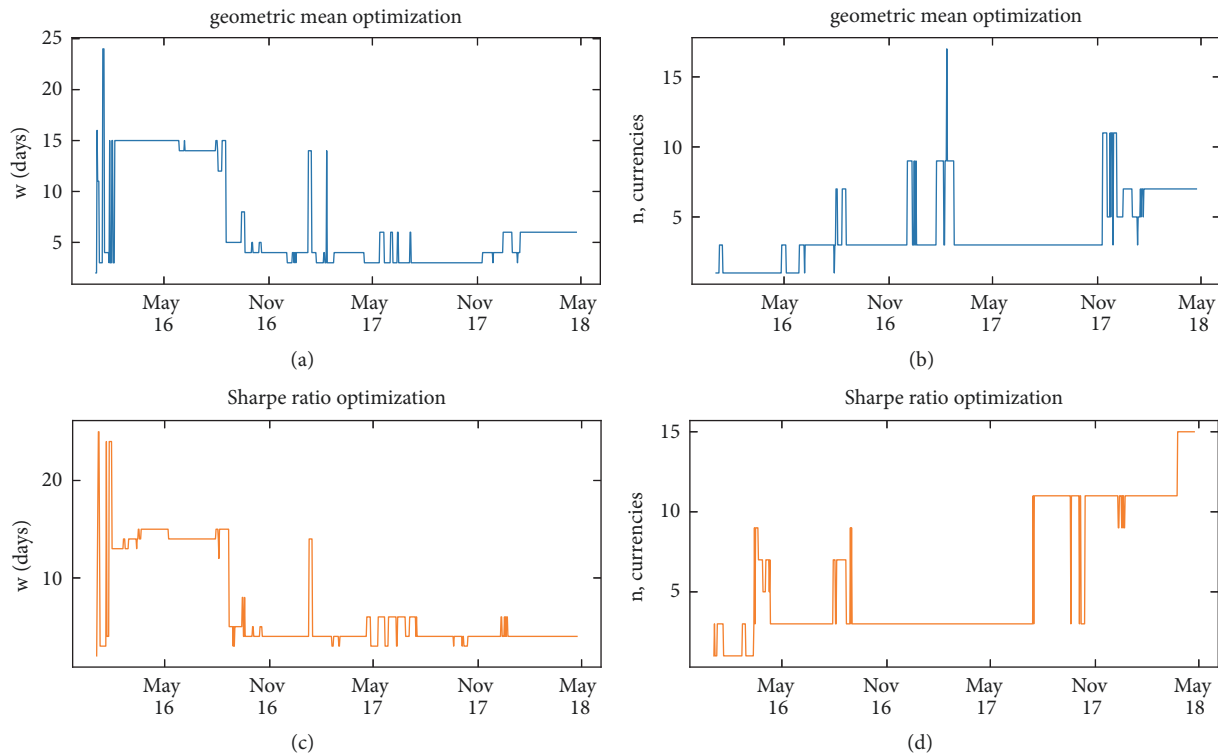 geometric mean optimization
25
20
15
10
5
w (days)
May
16
Nov
16
May
17
Nov
17
May
18
(a)
geometric mean optimization
15
10
5
n, currencies
May
16
Nov
16
May
17
Nov
17
May
18
(b)
Sharpe ratio optimization
20
10
w (days)
May
16
Nov
16
May
17
Nov
17
May
18
(c)
Sharpe ratio optimization
15
10
5
n, currencies
May
16
Nov
16
May
17
Nov
17
May
18
(d)